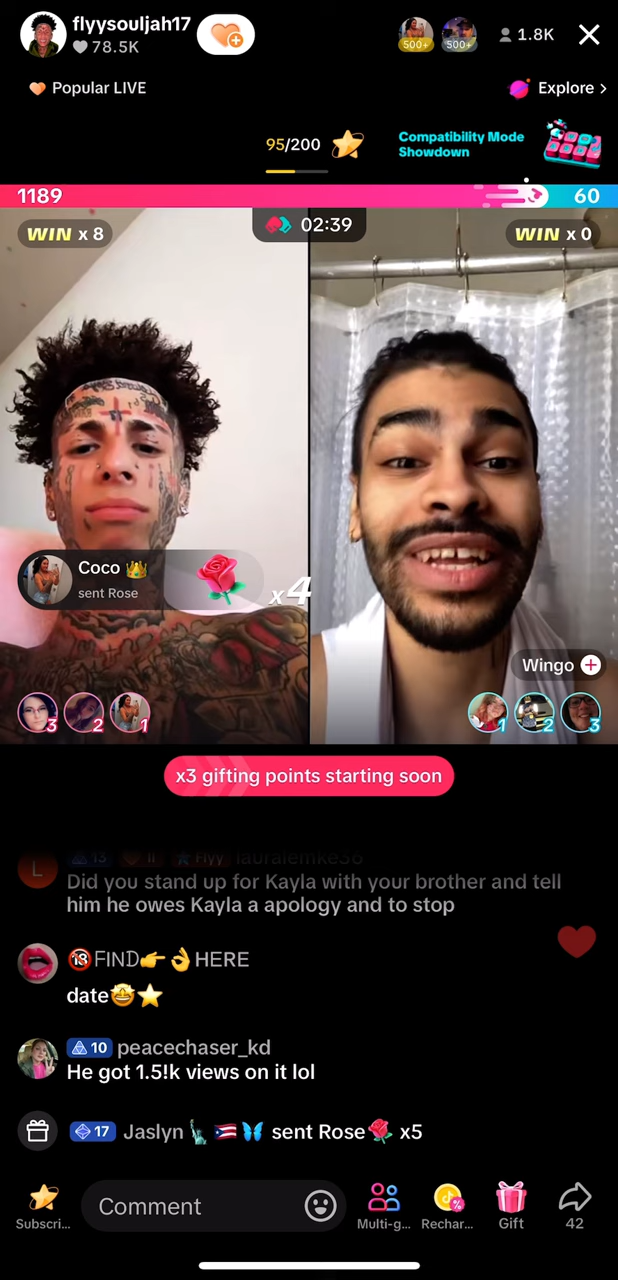 flyysouljah17
78.5K
500+
500+
1.8K
Popular LIVE
Explore >
95/200
Compatibility Mode
Showdown
1189
60
WIN x 8
02:39
WIN x 0
Coco 👑
sent Rose
x4
Wingo +
3
2
1
1
2
3
x3 gifting points starting soon
L
13
Flyy
lauralemke36
Did you stand up for Kayla with your brother and tell
him he owes Kayla a apology and to stop
🔞FIND👉👌HERE
date🤩⭐
10 peacechaser_kd
He got 1.5!k views on it lol
17 Jaslyn🗽🇵🇷🦋 sent Rose🌹 x5
Comment
Subscri...
Multi-g...
Rechar...
Gift
42